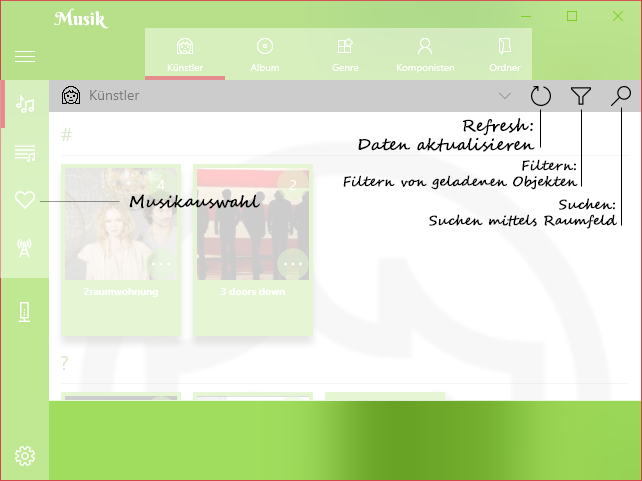 Musik
Künstler
Album
Genre
Komponisten
Ordner
Künstler
Refresh:
Daten aktualisieren
#
Filtern:
Filtern von geladenen Objekten
4
2
Musikauswahl
Suchen:
Suchen mittels Raumfeld
2raumwohnung
3 doors down
?